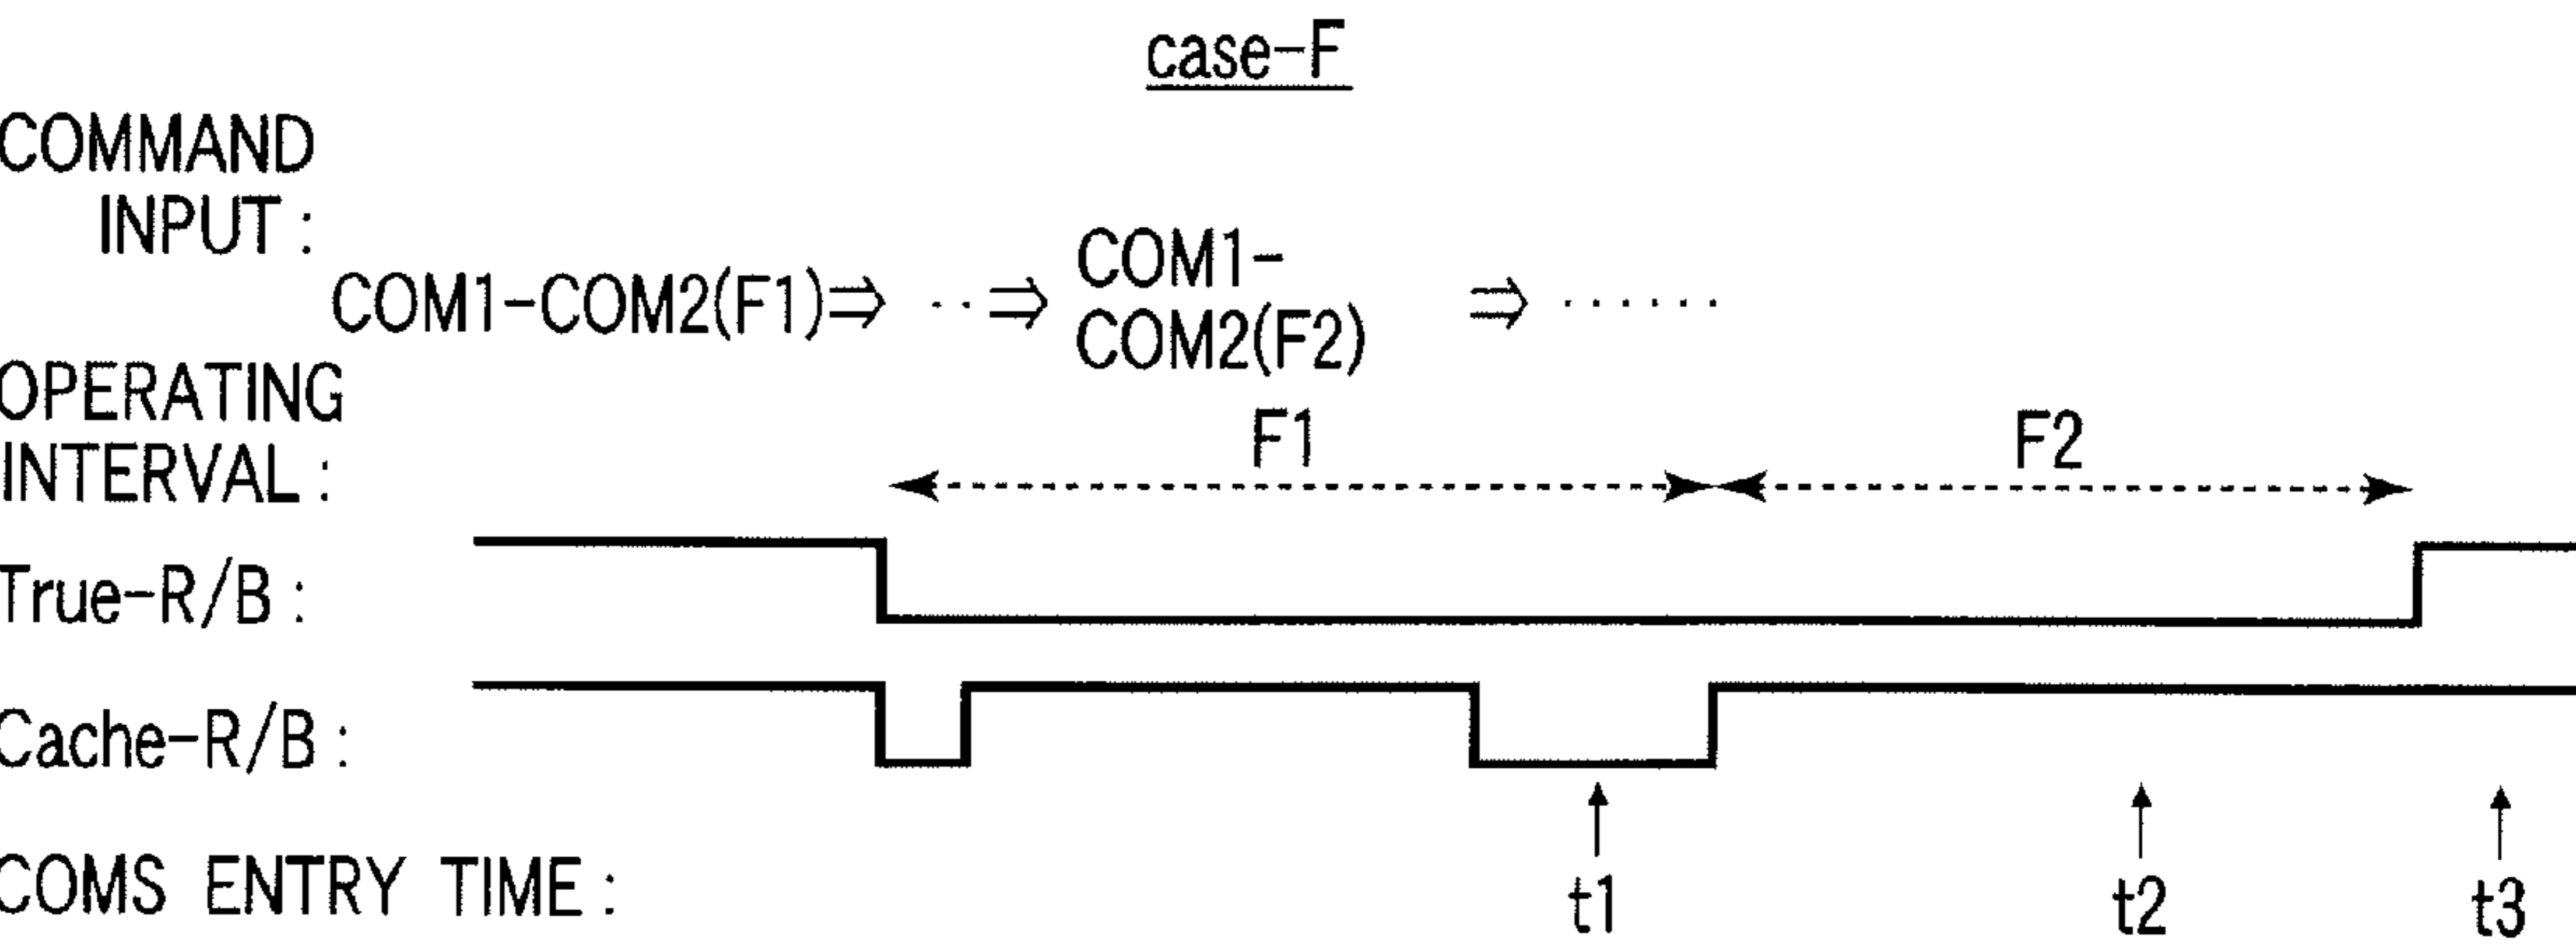 case-F
COMMAND
INPUT :
COM1-COM2(F1)⇒ ··⇒ COM1-
COM2(F2) ⇒ ······
OPERATING
INTERVAL :
F1 F2
True-R/B :
Cache-R/B :
COMS ENTRY TIME :
t1 t2 t3